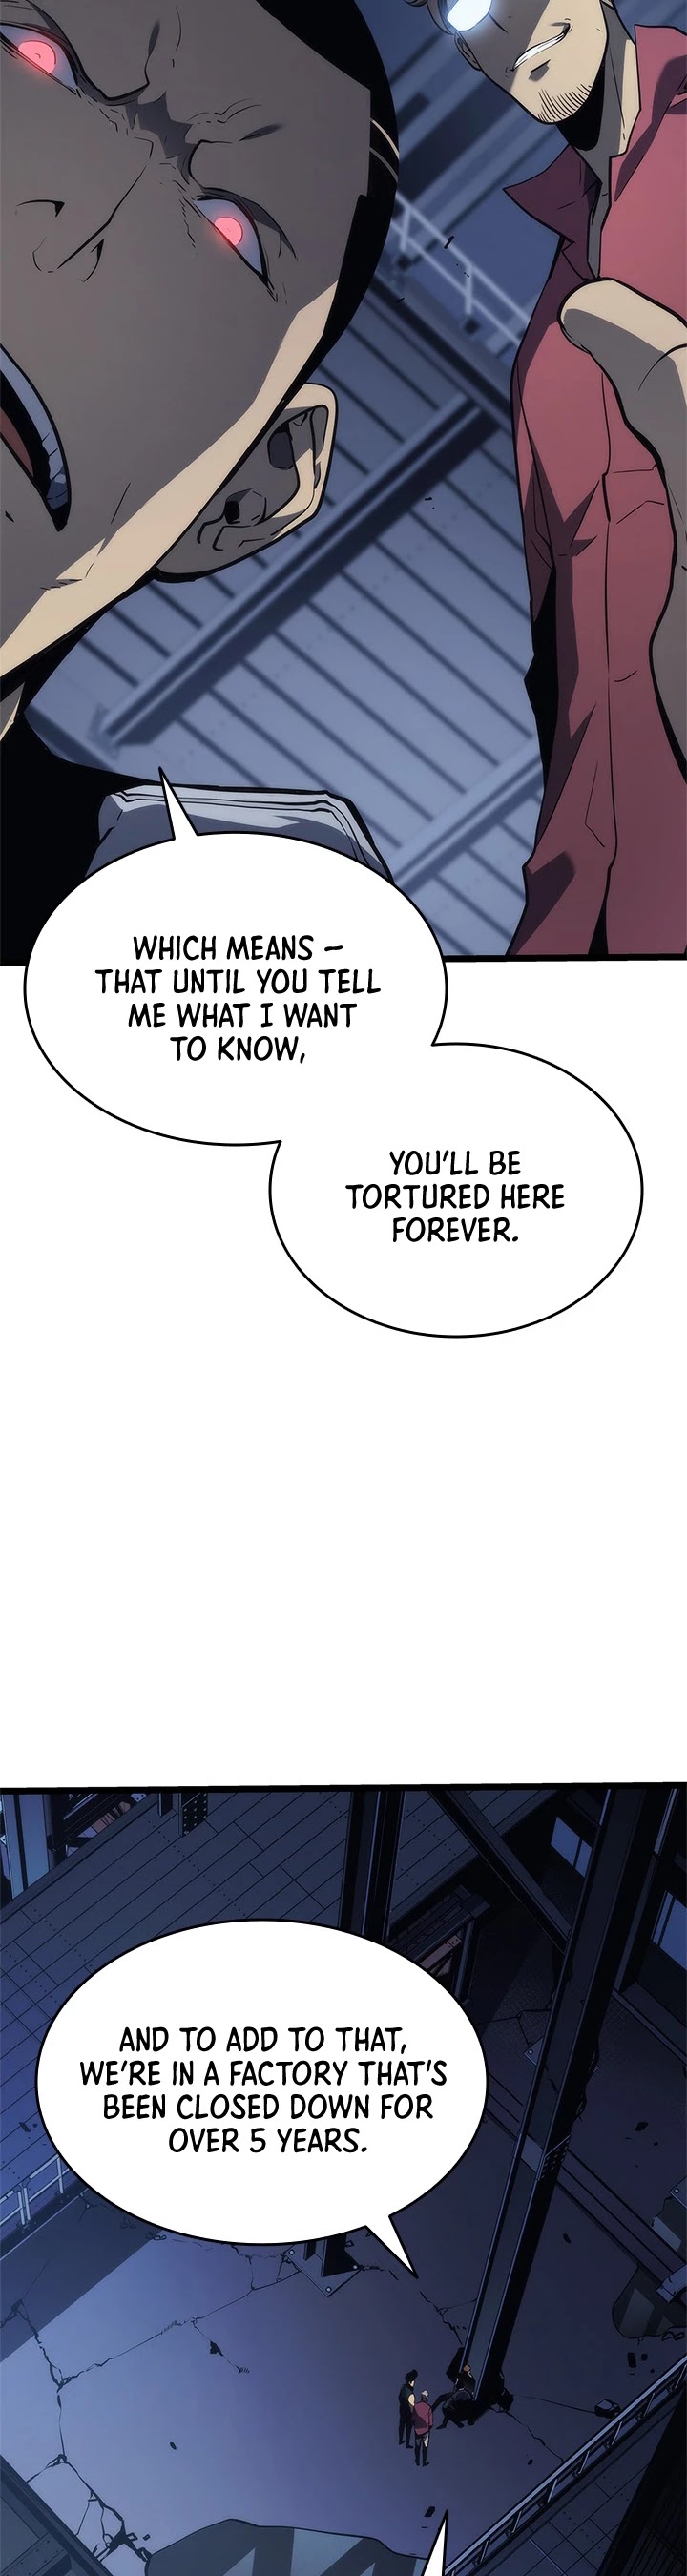 WHICH MEANS –
THAT UNTIL YOU TELL
ME WHAT I WANT
TO KNOW,
YOU'LL BE
TORTURED HERE
FOREVER.
AND TO ADD TO THAT,
WE'RE IN A FACTORY THAT'S
BEEN CLOSED DOWN FOR
OVER 5 YEARS.